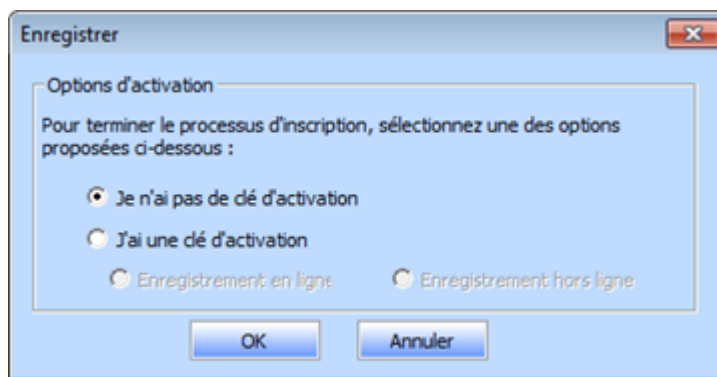 Enregistrer
Options d'activation
Pour terminer le processus d'inscription, sélectionnez une des options
proposées ci-dessous :
Je n'ai pas de clé d'activation
J'ai une clé d'activation
Enregistrement en ligne Enregistrement hors ligne
OK Annuler